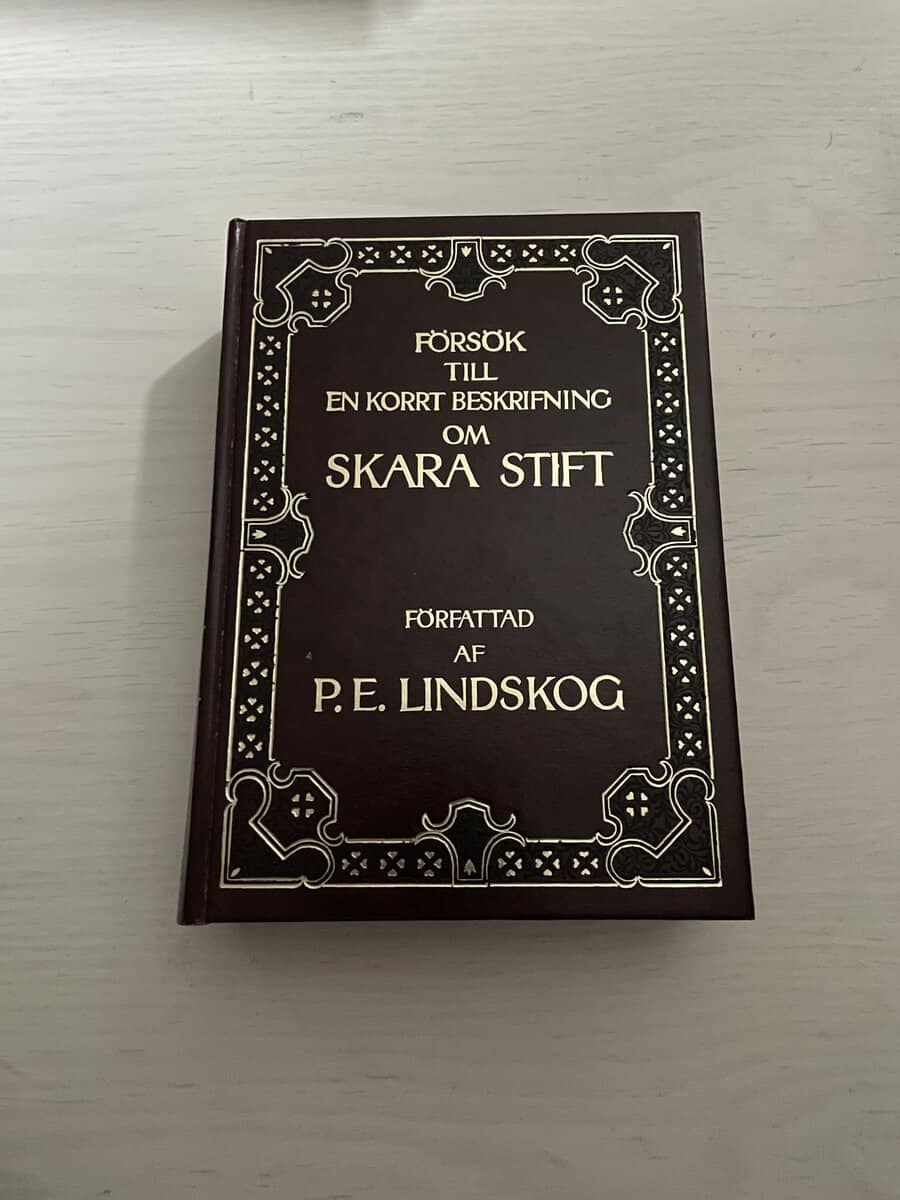 FÖRSÖK
TILL
EN KORRT BESKRIFNING
OM
SKARA STIFT
FÖRFATTAD
AF
P. E. LINDSKOG